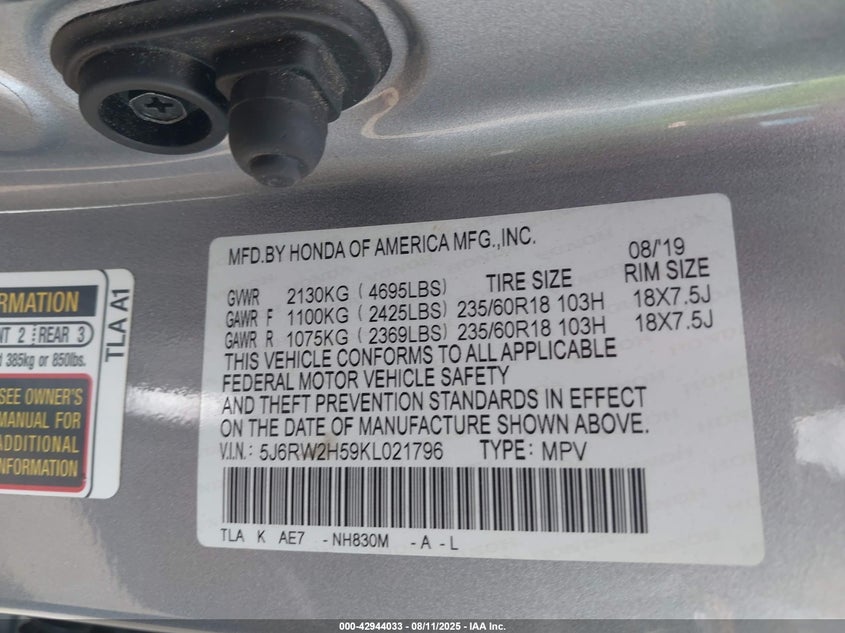 MFD.BY HONDA OF AMERICA MFG.,INC. 08/'19
TIRE SIZE RIM SIZE
GVWR 2130KG ( 4695LBS)
GAWR F 1100KG ( 2425LBS) 235/60R18 103H 18X7.5J
GAWR R 1075KG ( 2369LBS) 235/60R18 103H 18X7.5J
THIS VEHICLE CONFORMS TO ALL APPLICABLE
FEDERAL MOTOR VEHICLE SAFETY
AND THEFT PREVENTION STANDARDS IN EFFECT
ON THE DATE OF MANUFACTURE SHOWN ABOVE.
V.I.N.: 5J6RW2H59KL021796 TYPE: MPV
TLA K AE7 -NH830M -A -L
RMATION
NT 2 REAR 3
d 385kg or 850lbs.
SEE OWNER'S
MANUAL FOR
ADDITIONAL
INFORMATION
TLA A1
000-42944033 - 08/11/2025 - IAA Inc.